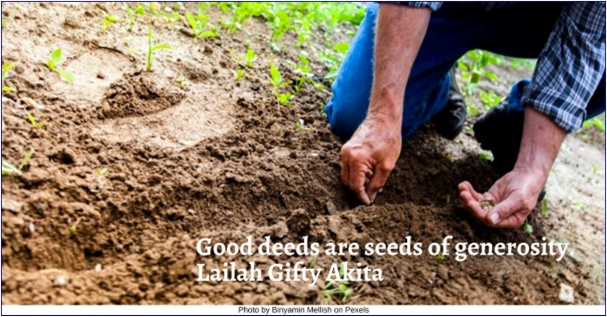 Good deeds are seeds of generosity.
Lailah Gifty Akita
Photo by Binyamin Mellish on Pexels